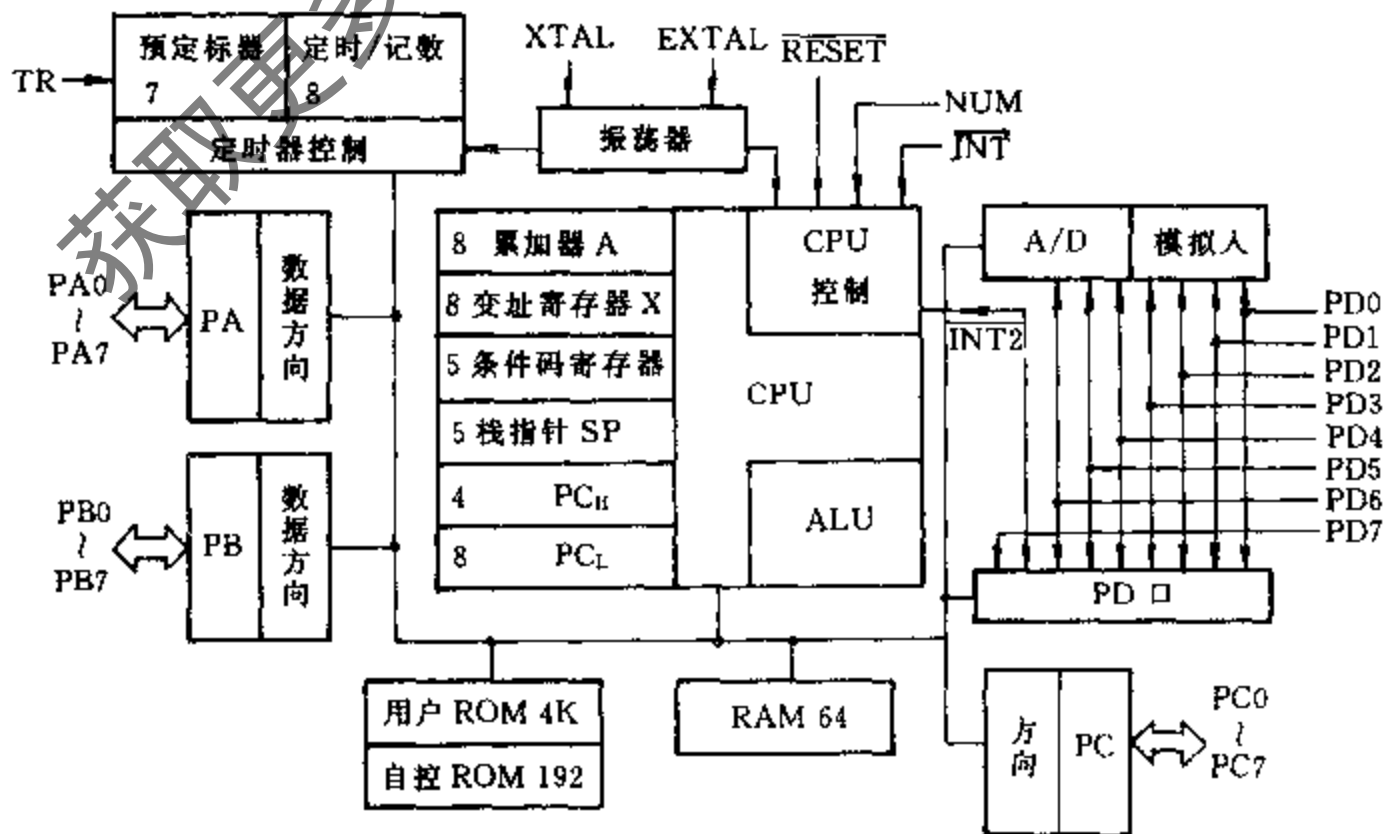 预定标器
7
定时/记数
8
定时器控制
TR
XTAL
EXTAL
RESET
振荡器
NUM
INT
PA0
~
PA7
PA
数据方向
PB0
~
PB7
PB
数据方向
8 累加器 A
8 变址寄存器 X
5 条件码寄存器
5 栈指针 SP
4 PCH
8 PCL
CPU
控制
CPU
ALU
INT2
A/D
模拟入
PD0
PD1
PD2
PD3
PD4
PD5
PD6
PD7
PD 口
用户 ROM 4K
自控 ROM 192
RAM 64
方向
PC
PC0
~
PC7
获取更多